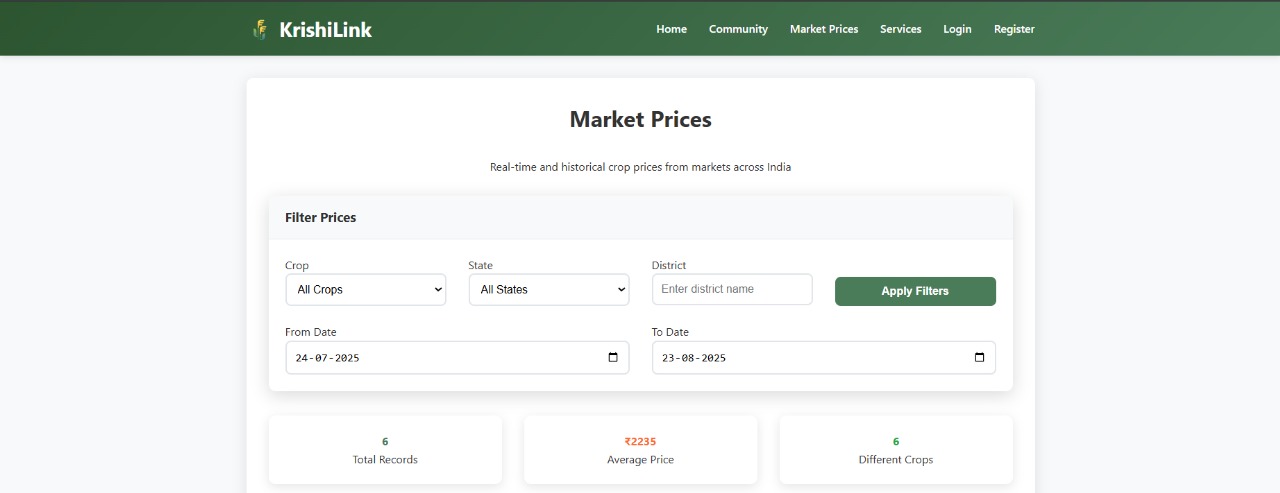 KrishiLink
Home Community Market Prices Services Login Register
Market Prices
Real-time and historical crop prices from markets across India
Filter Prices
Crop State District
All Crops All States Enter district name Apply Filters
From Date To Date
24-07-2025 23-08-2025
6 ₹2235 6
Total Records Average Price Different Crops